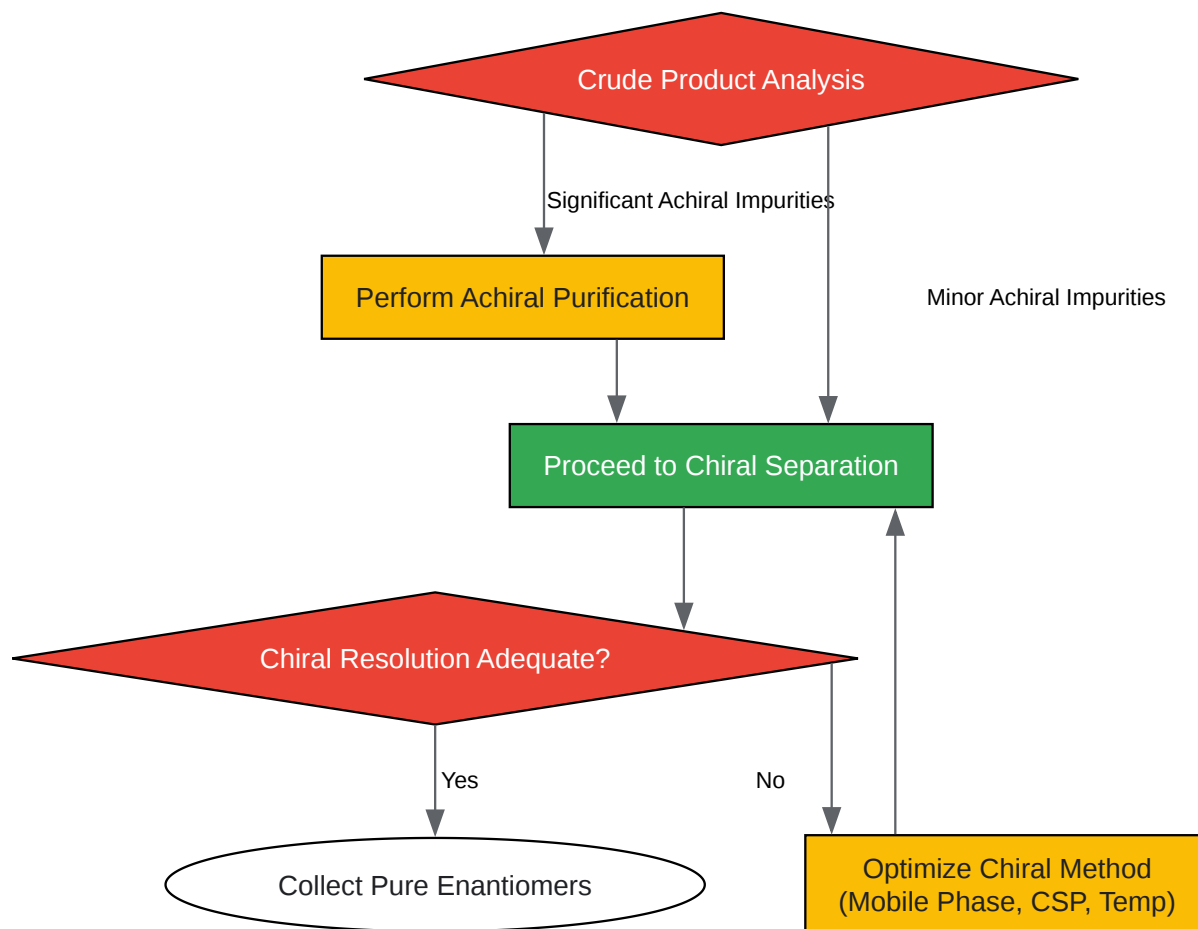 Crude Product Analysis
Significant Achiral Impurities
Perform Achiral Purification
Minor Achiral Impurities
Proceed to Chiral Separation
Chiral Resolution Adequate?
Yes
No
Collect Pure Enantiomers
Optimize Chiral Method
(Mobile Phase, CSP, Temp)